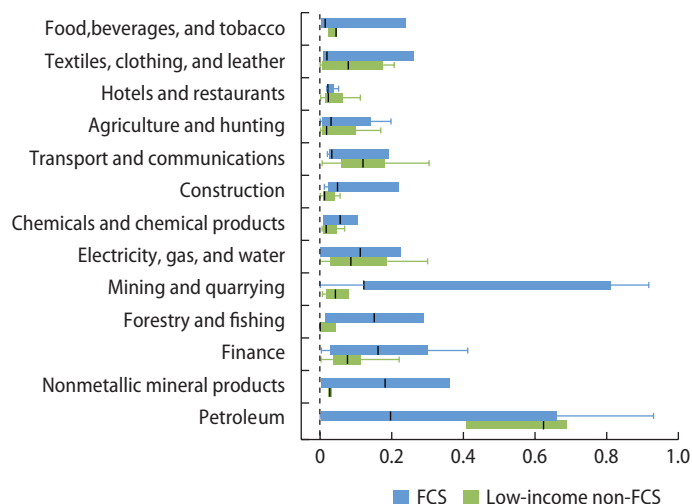 Food,beverages, and tobacco
Textiles, clothing, and leather
Hotels and restaurants
Agriculture and hunting
Transport and communications
Construction
Chemicals and chemical products
Electricity, gas, and water
Mining and quarrying
Forestry and fishing
Finance
Nonmetallic mineral products
Petroleum
0 0.2 0.4 0.6 0.8 1.0
FCS Low-income non-FCS